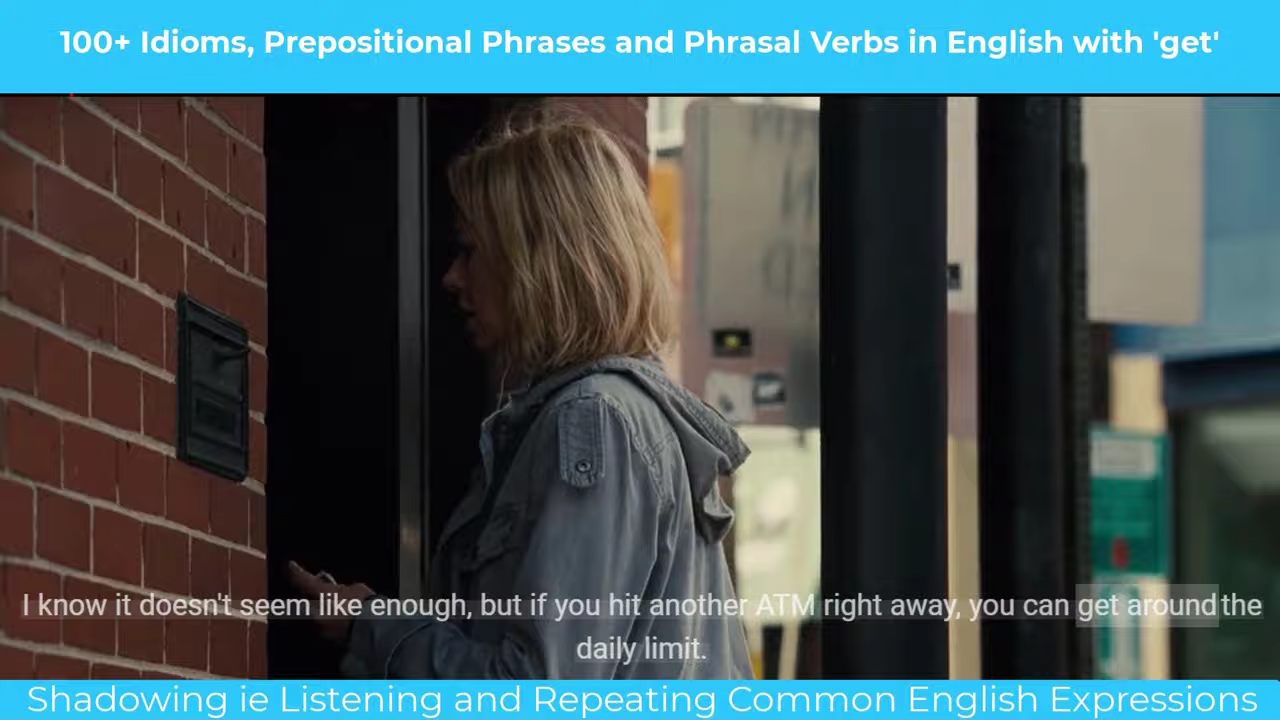 100+ Idioms, Prepositional Phrases and Phrasal Verbs in English with 'get'
I know it doesn't seem like enough, but if you hit another ATM right away, you can get around the
daily limit.
Shadowing ie Listening and Repeating Common English Expressions